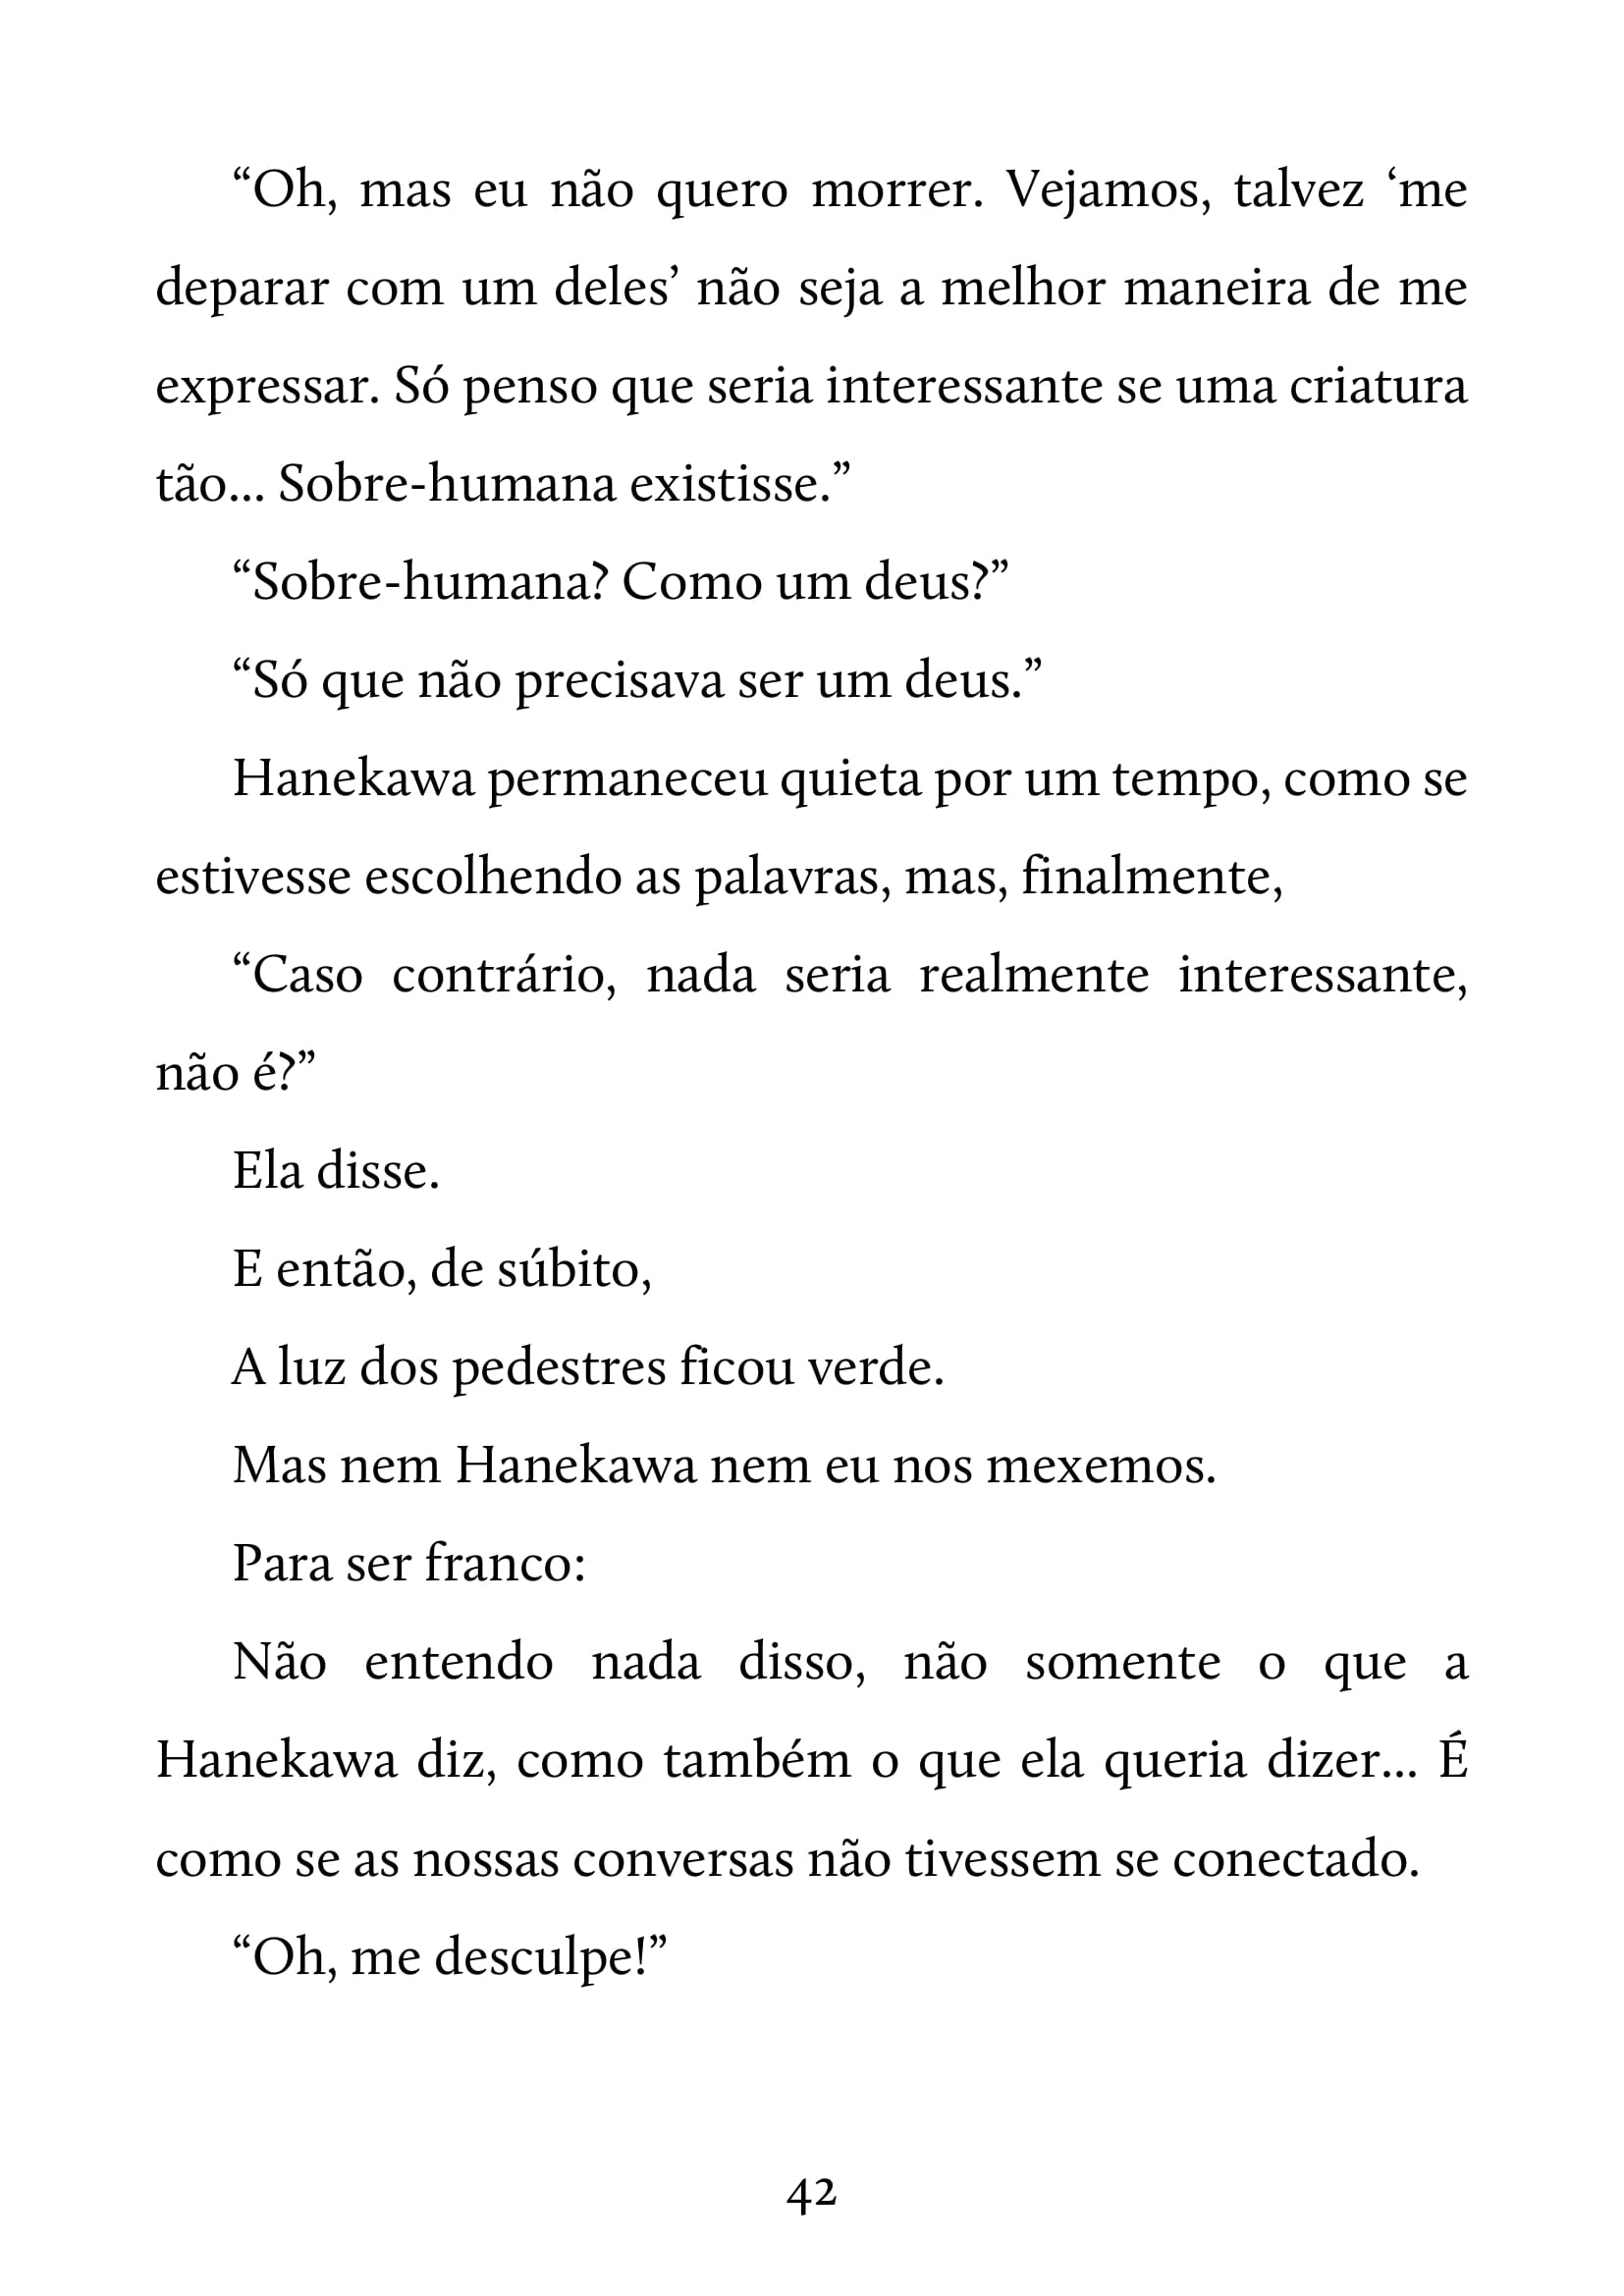 “Oh, mas eu não quero morrer. Vejamos, talvez ‘me
deparar com um deles’ não seja a melhor maneira de me
expressar. Só penso que seria interessante se uma criatura
tão... Sobre-humana existisse.”
“Sobre-humana? Como um deus?”
“Só que não precisava ser um deus.”
Hanekawa permaneceu quieta por um tempo, como se
estivesse escolhendo as palavras, mas, finalmente,
“Caso contrário, nada seria realmente interessante,
não é?”
Ela disse.
E então, de súbito,
A luz dos pedestres ficou verde.
Mas nem Hanekawa nem eu nos mexemos.
Para ser franco:
Não entendo nada disso, não somente o que a
Hanekawa diz, como também o que ela queria dizer... É
como se as nossas conversas não tivessem se conectado.
“Oh, me desculpe!”
42